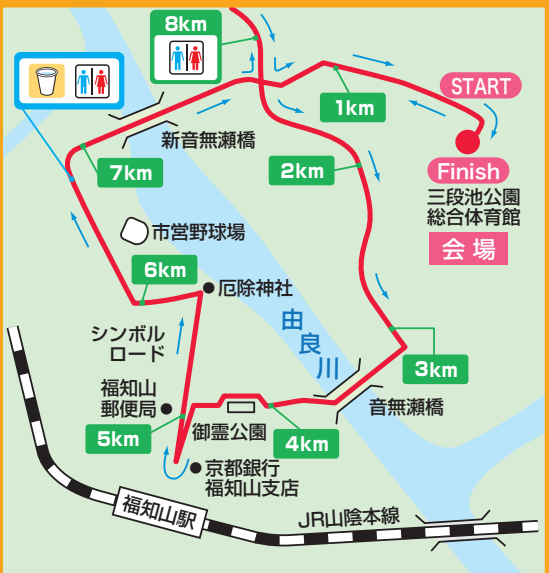 8km
START
1km
新音無瀬橋
7km
2km
Finish
三段池公園
総合体育館
会場
市営野球場
6km
厄除神社
シンボル
ロード
由良川
3km
福知山
郵便局
音無瀬橋
5km
御霊公園
4km
京都銀行
福知山支店
福知山駅
JR山陰本線